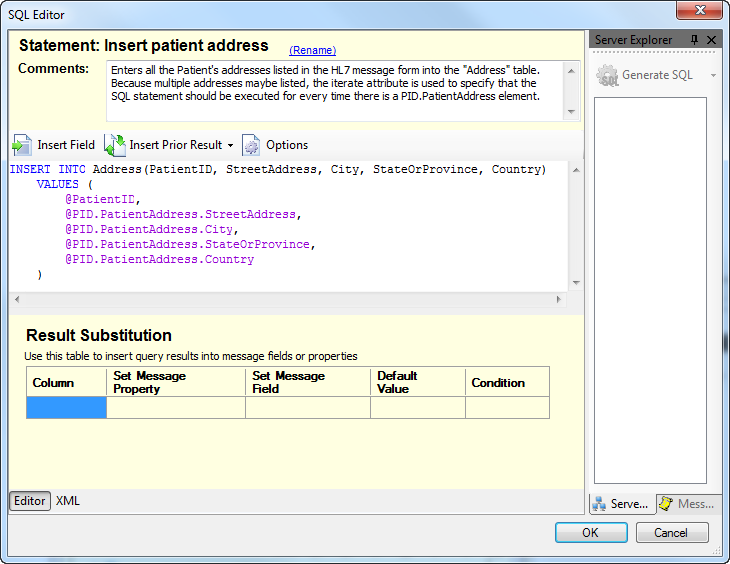 SQL Editor
Statement: Insert patient address (Rename)
Comments:
Enters all the Patient's addresses listed in the HL7 message form into the "Address" table.
Because multiple addresses maybe listed, the iterate attribute is used to specify that the
SQL statement should be executed for every time there is a PID.PatientAddress element.
Insert Field Insert Prior Result Options
INSERT INTO Address(PatientID, StreetAddress, City, StateOrProvince, Country)
VALUES (
@PatientID,
@PID.PatientAddress.StreetAddress,
@PID.PatientAddress.City,
@PID.PatientAddress.StateOrProvince,
@PID.PatientAddress.Country
)
Result Substitution
Use this table to insert query results into message fields or properties
Column Set Message Property Set Message Field Default Value Condition
Editor XML
Server Explorer
SQL Generate SQL
Serve... Mess...
OK Cancel